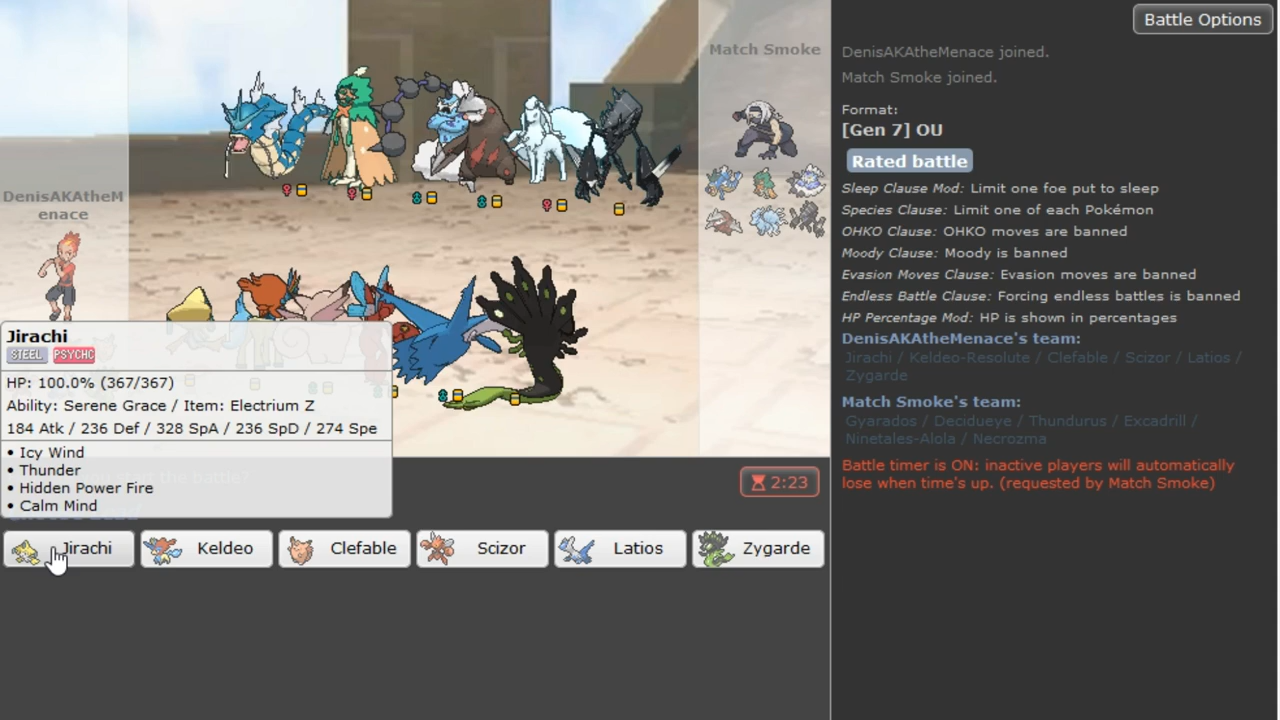 Battle Options
Match Smoke
DenisAKAtheMenace joined.
Match Smoke joined.
Format:
[Gen 7] OU
Rated battle
Sleep Clause Mod: Limit one foe put to sleep
Species Clause: Limit one of each Pokémon
OHKO Clause: OHKO moves are banned
Moody Clause: Moody is banned
Evasion Moves Clause: Evasion moves are banned
Endless Battle Clause: Forcing endless battles is banned
HP Percentage Mod: HP is shown in percentages
DenisAKAtheMenace's team:
Jirachi / Keldeo-Resolute / Clefable / Scizor / Latios /
Zygarde
Match Smoke's team:
Gyarados / Decidueye / Thundurus / Excadrill /
Ninetales-Alola / Necrozma
Battle timer is ON: inactive players will automatically
lose when time's up. (requested by Match Smoke)
DenisAKAtheM
enace
Jirachi
STEEL PSYCHC
HP: 100.0% (367/367)
Ability: Serene Grace / Item: Electrium Z
184 Atk / 236 Def / 328 SpA / 236 SpD / 274 Spe
• Icy Wind
• Thunder
• Hidden Power Fire
• Calm Mind
the battle?
2:23
Jirachi
Keldeo
Clefable
Scizor
Latios
Zygarde